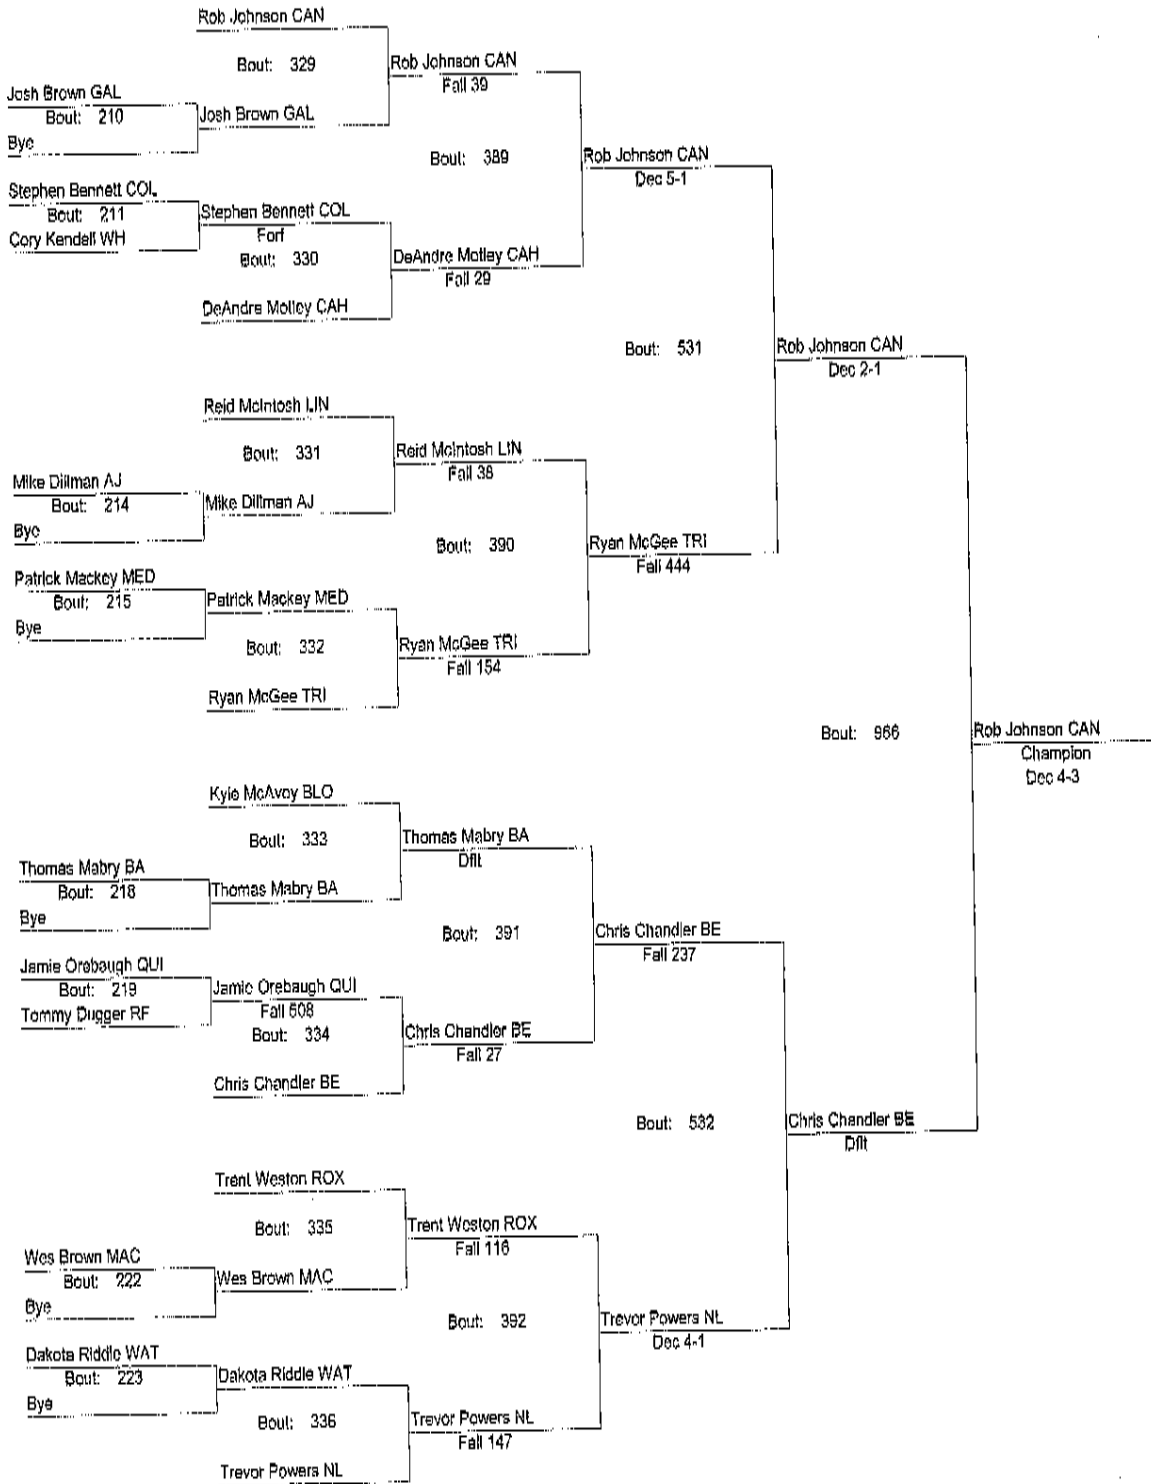 Rob Johnson CAN
Bout: 329
Rob Johnson CAN
Fall 39
Josh Brown GAL
Bout: 210
Josh Brown GAL
Bye
Bout: 389
Rob Johnson CAN
Dec 5-1
Stephen Bennett COL
Bout: 211
Stephen Bennett COL
Forf
Cory Kendall WH
Bout: 330
DeAndre Motley CAH
Fall 29
DeAndre Motley CAH
Bout: 531
Rob Johnson CAN
Dec 2-1
Reid McIntosh LIN
Bout: 331
Reid McIntosh LIN
Fall 38
Mike Dillman AJ
Bout: 214
Mike Dillman AJ
Bye
Bout: 390
Ryan McGee TRI
Fall 444
Patrick Mackey MED
Bout: 215
Patrick Mackey MED
Bye
Bout: 332
Ryan McGee TRI
Fall 154
Ryan McGee TRI
Bout: 966
Rob Johnson CAN
Champion
Dec 4-3
Kyle McAvoy BLO
Bout: 333
Thomas Mabry BA
Dflt
Thomas Mabry BA
Bout: 218
Thomas Mabry BA
Bye
Bout: 391
Chris Chandler BE
Fall 237
Jamie Orebaugh QUI
Bout: 219
Jamie Orebaugh QUI
Fall 508
Tommy Dugger RF
Bout: 334
Chris Chandler BE
Fall 27
Chris Chandler BE
Bout: 532
Chris Chandler BE
Dflt
Trent Weston ROX
Bout: 335
Trent Weston ROX
Fall 116
Wes Brown MAC
Bout: 222
Wes Brown MAC
Bye
Bout: 392
Trevor Powers NL
Dec 4-1
Dakota Riddle WAT
Bout: 223
Dakota Riddle WAT
Bye
Bout: 336
Trevor Powers NL
Fall 147
Trevor Powers NL